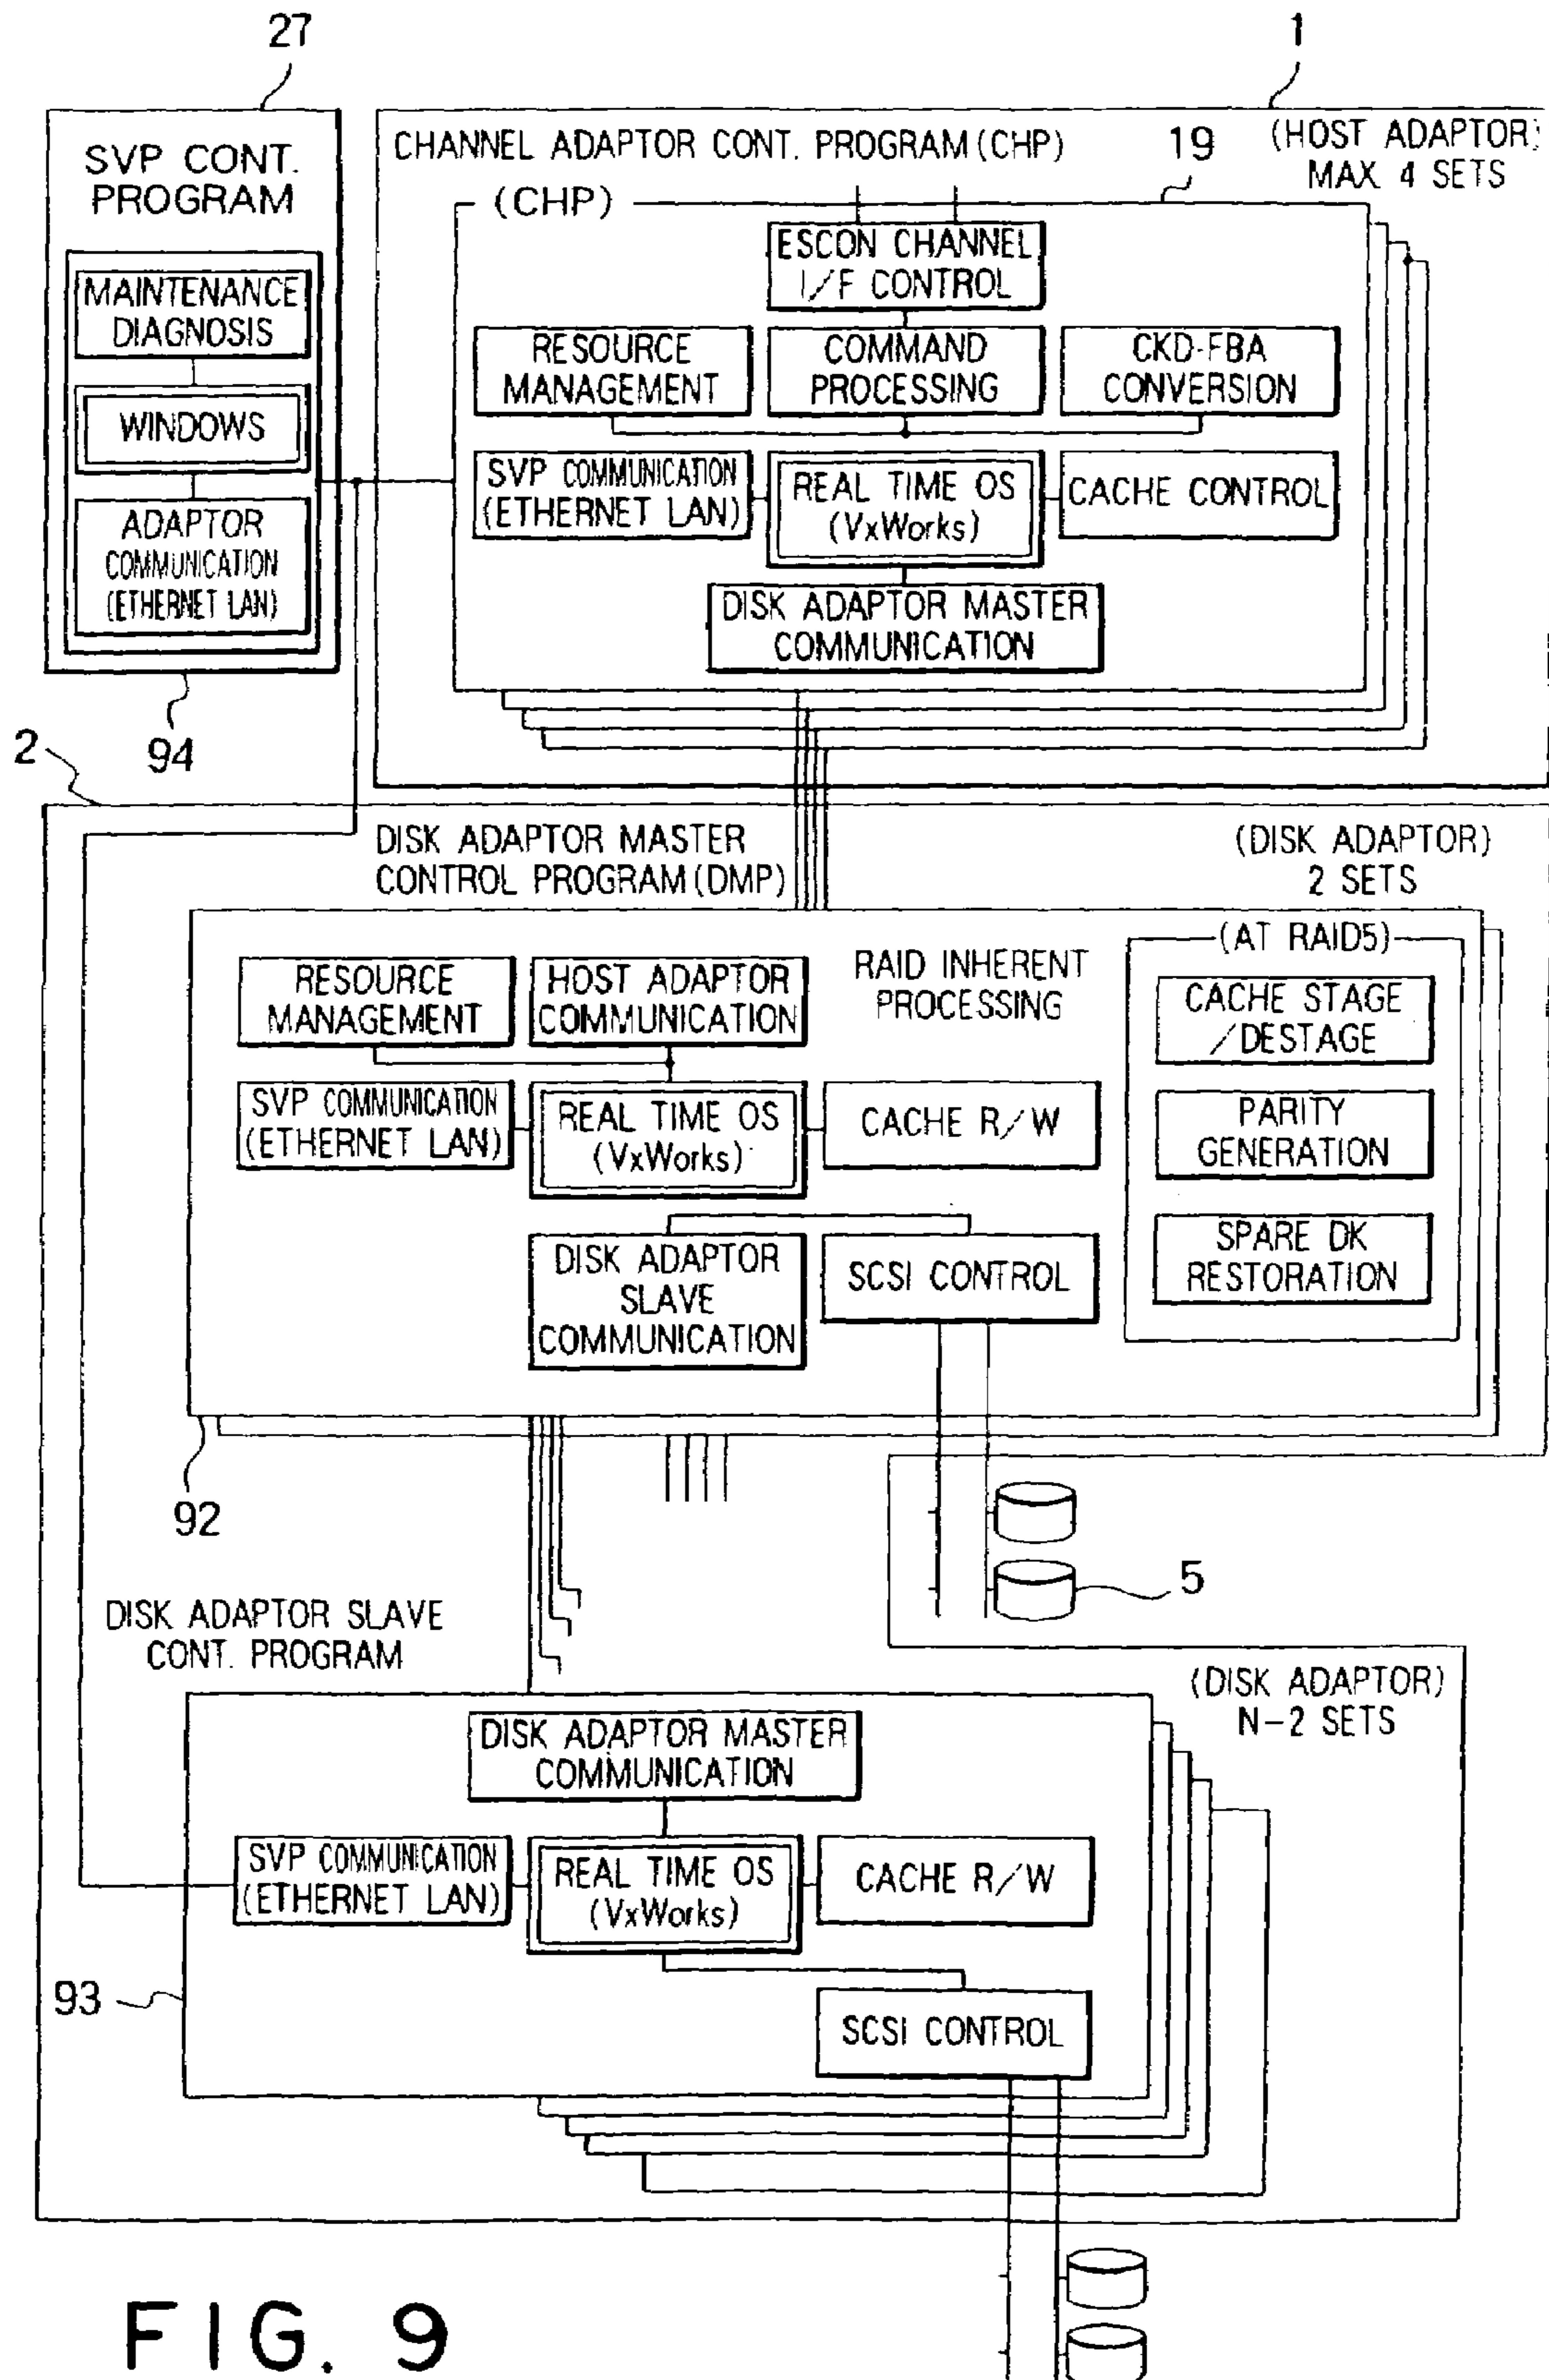 27
1
SVP CONT.
PROGRAM
MAINTENANCE
DIAGNOSIS
WINDOWS
ADAPTOR
COMMUNICATION
(ETHERNET LAN)
94
CHANNEL ADAPTOR CONT. PROGRAM (CHP)
19
(HOST ADAPTOR)
MAX. 4 SETS
(CHP)
ESCON CHANNEL
I/F CONTROL
RESOURCE
MANAGEMENT
COMMAND
PROCESSING
CKD-FBA
CONVERSION
SVP COMMUNICATION
(ETHERNET LAN)
REAL TIME OS
(VxWorks)
CACHE CONTROL
DISK ADAPTOR MASTER
COMMUNICATION
2
DISK ADAPTOR MASTER
CONTROL PROGRAM (DMP)
(DISK ADAPTOR)
2 SETS
RESOURCE
MANAGEMENT
HOST ADAPTOR
COMMUNICATION
RAID INHERENT
PROCESSING
(AT RAID5)
CACHE STAGE
/DESTAGE
PARITY
GENERATION
SPARE DK
RESTORATION
SVP COMMUNICATION
(ETHERNET LAN)
REAL TIME OS
(VxWorks)
CACHE R/W
DISK ADAPTOR
SLAVE
COMMUNICATION
SCSI CONTROL
92
5
DISK ADAPTOR SLAVE
CONT. PROGRAM
(DISK ADAPTOR)
N-2 SETS
DISK ADAPTOR MASTER
COMMUNICATION
SVP COMMUNICATION
(ETHERNET LAN)
REAL TIME OS
(VxWorks)
CACHE R/W
93
SCSI CONTROL
FIG. 9